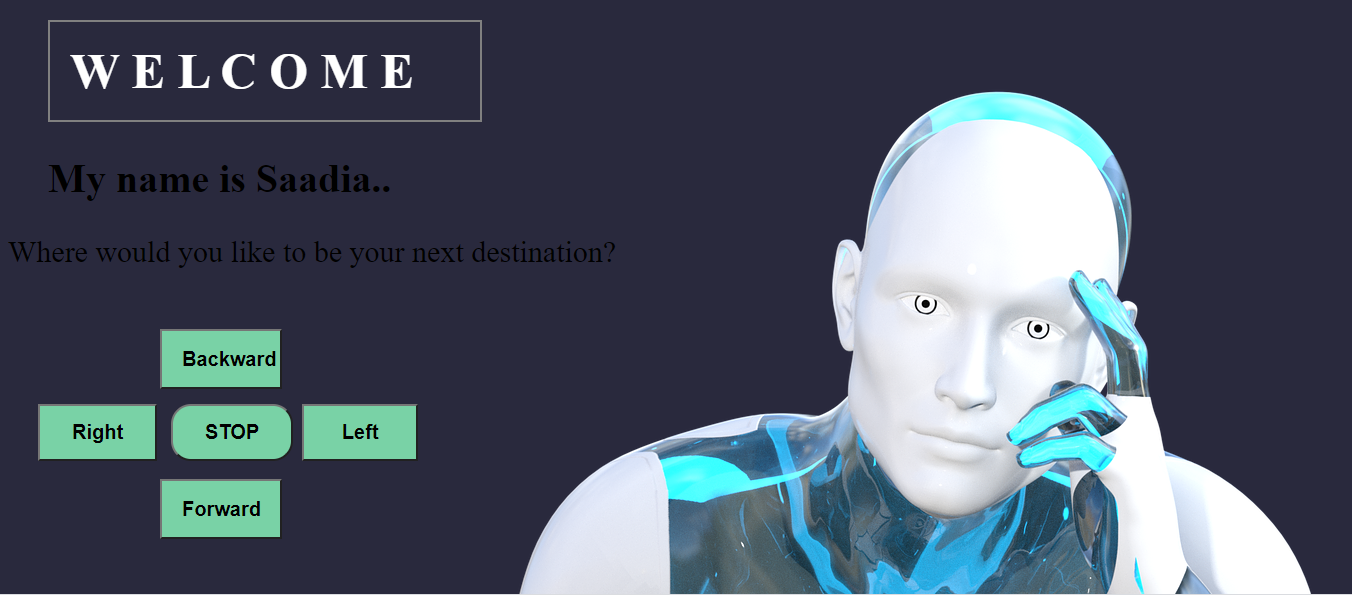 WELCOME
My name is Saadia..
Where would you like to be your next destination?
Backward
Right STOP Left
Forward